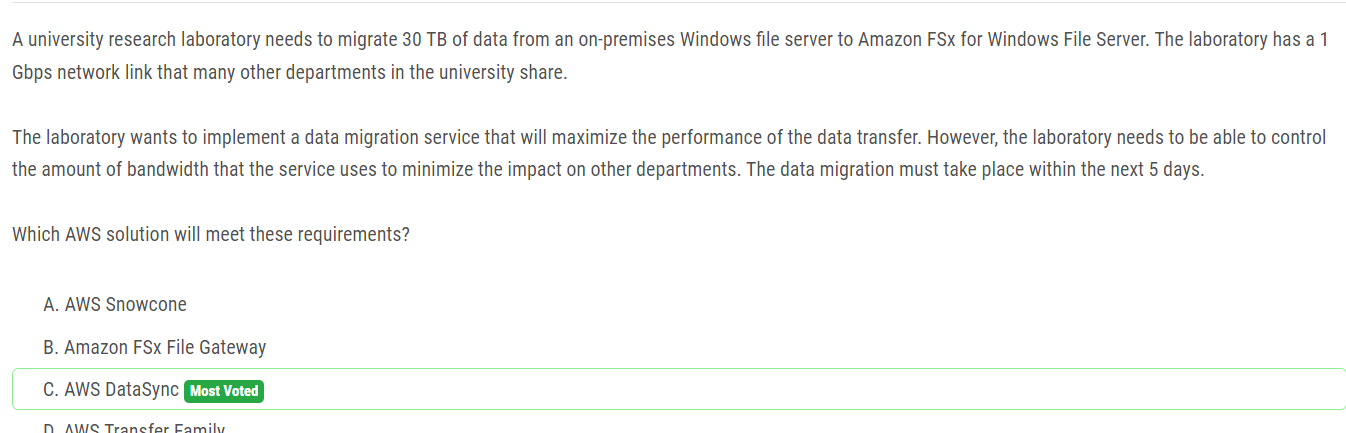 A university research laboratory needs to migrate 30 TB of data from an on-premises Windows file server to Amazon FSx for Windows File Server. The laboratory has a 1
Gbps network link that many other departments in the university share.
The laboratory wants to implement a data migration service that will maximize the performance of the data transfer. However, the laboratory needs to be able to control
the amount of bandwidth that the service uses to minimize the impact on other departments. The data migration must take place within the next 5 days.
Which AWS solution will meet these requirements?
A. AWS Snowcone
B. Amazon FSx File Gateway
C. AWS DataSync Most Voted
D. AWS Transfer Family